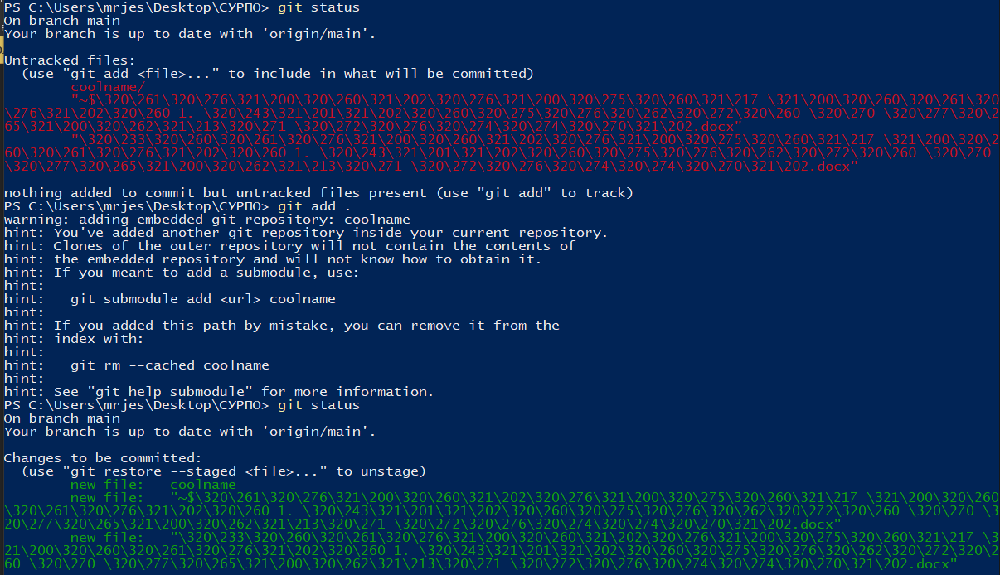 PS C:\Users\mrjes\Desktop\СУРПО> git status
On branch main
Your branch is up to date with 'origin/main'.
Untracked files:
(use "git add <file>..." to include in what will be committed)
coolname/
"~$\320\261\320\276\321\200\320\260\321\202\320\276\321\200\320\275\320\260\321\217 \321\200\320\260\320\261\320
\276\321\202\320\260 1. \320\243\321\201\321\202\320\260\320\275\320\276\320\262\320\272\320\260 \320\270 \320\277\320\2
65\321\200\320\262\321\213\320\271 \320\272\320\276\320\274\320\274\320\270\321\202.docx"
"\320\233\320\260\320\261\320\276\321\200\320\260\321\202\320\276\321\200\320\275\320\260\321\217 \321\200\320\2
60\320\261\320\276\321\202\320\260 1. \320\243\321\201\321\202\320\260\320\275\320\276\320\262\320\272\320\260 \320\270
\320\277\320\265\321\200\320\262\321\213\320\271 \320\272\320\276\320\274\320\274\320\270\321\202.docx"
nothing added to commit but untracked files present (use "git add" to track)
PS C:\Users\mrjes\Desktop\СУРПО> git add .
warning: adding embedded git repository: coolname
hint: You've added another git repository inside your current repository.
hint: Clones of the outer repository will not contain the contents of
hint: the embedded repository and will not know how to obtain it.
hint: If you meant to add a submodule, use:
hint:
hint: git submodule add <url> coolname
hint:
hint: If you added this path by mistake, you can remove it from the
hint: index with:
hint:
hint: git rm --cached coolname
hint:
hint: See "git help submodule" for more information.
PS C:\Users\mrjes\Desktop\СУРПО> git status
On branch main
Your branch is up to date with 'origin/main'.
Changes to be committed:
(use "git restore --staged <file>..." to unstage)
new file: coolname
new file: "~$\320\261\320\276\321\200\320\260\321\202\320\276\321\200\320\275\320\260\321\217 \321\200\320\260
\320\261\320\276\321\202\320\260 1. \320\243\321\201\321\202\320\260\320\275\320\276\320\262\320\272\320\260 \320\270 \3
20\277\320\265\321\200\320\262\321\213\320\271 \320\272\320\276\320\274\320\274\320\270\321\202.docx"
new file: "\320\233\320\260\320\261\320\276\321\200\320\260\321\202\320\276\321\200\320\275\320\260\321\217 \3
21\200\320\260\320\261\320\276\321\202\320\260 1. \320\243\321\201\321\202\320\260\320\275\320\276\320\262\320\272\320\2
60 \320\270 \320\277\320\265\321\200\320\262\321\213\320\271 \320\272\320\276\320\274\320\274\320\270\321\202.docx"